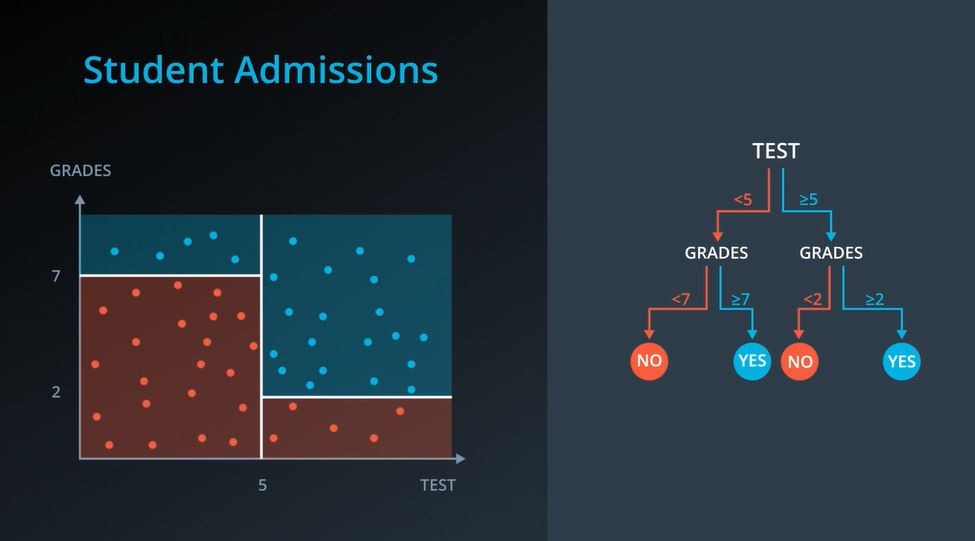 Student Admissions
GRADES
7
2
5
TEST
TEST
<5
≥5
GRADES
GRADES
<7
≥7
<2
≥2
NO
YES
NO
YES